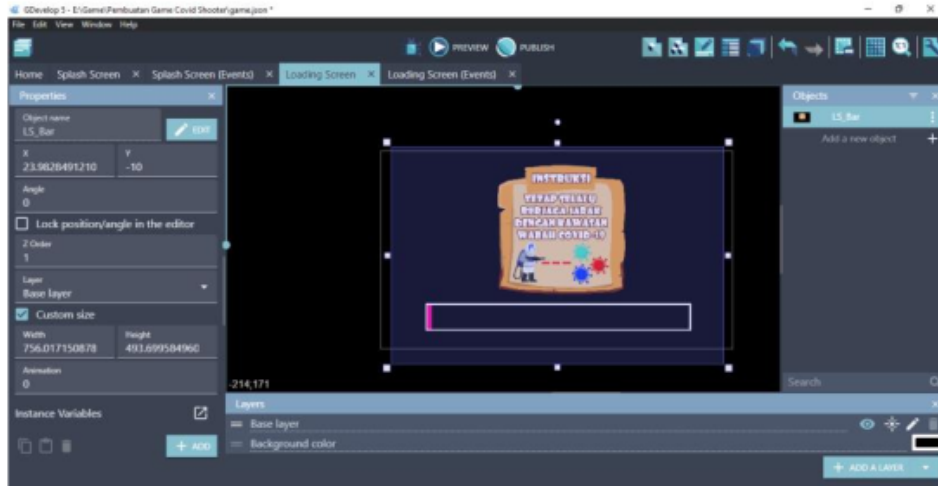 GDevelop 5 - E:\Game\Pembuatan Game Covid Shooter\game.json *
File Edit View Window Help
PREVIEW PUBLISH
Home Splash Screen × Splash Screen (Events) × Loading Screen × Loading Screen (Events) ×
Properties
Object name
LS_Bar
EDIT
X Y
23.9828491210 -10
Angle
0
Lock position/angle in the editor
Z Order
1
Layer
Base layer
Custom size
Width Height
756.017150878 493.699584960
Animation
0
Instance Variables
+ ADD
INSTRUKSI
TETAP SELALU
BERJAGA JARAK
DENGAN KAWASAN
WABAH COVID-19
-214;171
Objects
LS_Bar
Add a new object
Search
Layers
Base layer
Background color
+ ADD A LAYER